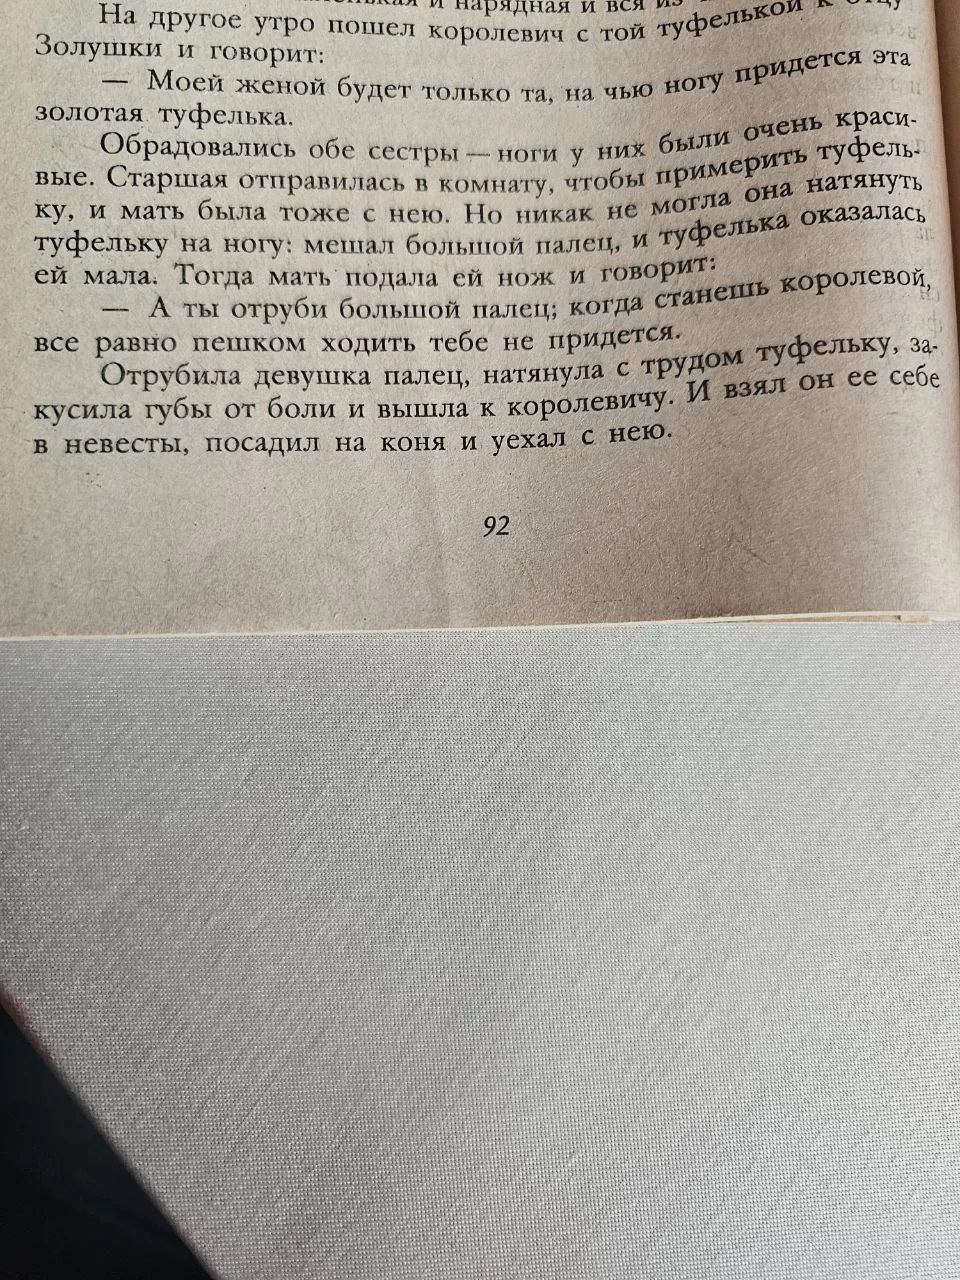 и нарядная и вся из
На другое утро пошел королевич с той туфелькой к отцу
Золушки и говорит:
— Моей женой будет только та, на чью ногу придется эта
золотая туфелька.
Обрадовались обе сестры — ноги у них были очень краси-
вые. Старшая отправилась в комнату, чтобы примерить туфель-
ку, и мать была тоже с нею. Но никак не могла она натянуть
туфельку на ногу: мешал большой палец, и туфелька оказалась
ей мала. Тогда мать подала ей нож и говорит:
— А ты отруби большой палец; когда станешь королевой,
все равно пешком ходить тебе не придется.
Отрубила девушка палец, натянула с трудом туфельку, за-
кусила губы от боли и вышла к королевичу. И взял он ее себе
в невесты, посадил на коня и уехал с нею.
92